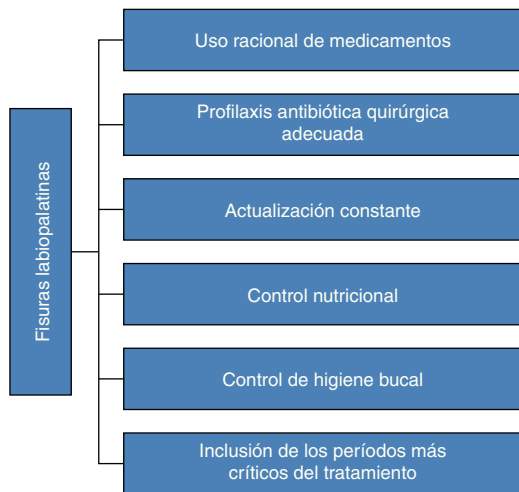 Fisuras labiopalatinas
Uso racional de medicamentos
Profilaxis antibiótica quirúrgica
adecuada
Actualización constante
Control nutricional
Control de higiene bucal
Inclusión de los períodos más
críticos del tratamiento